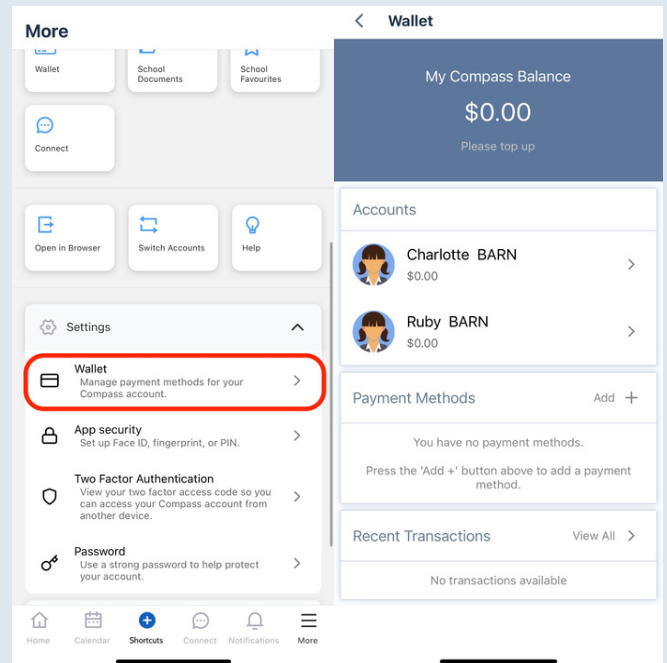 More
Wallet
School
Documents
School
Favourites
Connect
Open in Browser
Switch Accounts
Help
Settings
Wallet
Manage payment methods for your
Compass account.
App security
Set up Face ID, fingerprint, or PIN.
Two Factor Authentication
View your two factor access code so you
can access your Compass account from
another device.
Password
Use a strong password to help protect
your account.
Home
Calendar
Shortcuts
Connect
Notifications
More
Wallet
My Compass Balance
$0.00
Please top up
Accounts
Charlotte BARN
$0.00
Ruby BARN
$0.00
Payment Methods
Add +
You have no payment methods.
Press the 'Add +' button above to add a payment
method.
Recent Transactions
View All
No transactions available